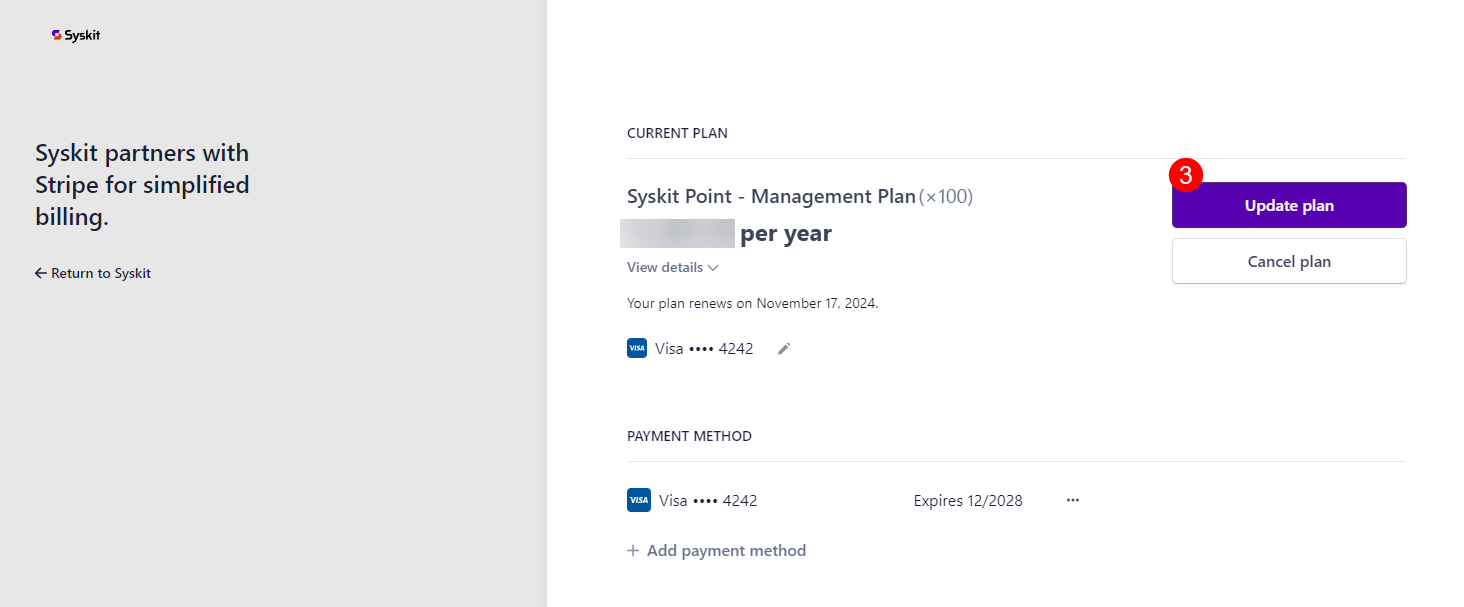 Syskit
Syskit partners with
Stripe for simplified
billing.
← Return to Syskit
CURRENT PLAN
3
Syskit Point - Management Plan (×100)
Update plan
per year
Cancel plan
View details
Your plan renews on November 17, 2024.
VISA Visa •••• 4242
PAYMENT METHOD
VISA Visa •••• 4242 Expires 12/2028 •••
+ Add payment method